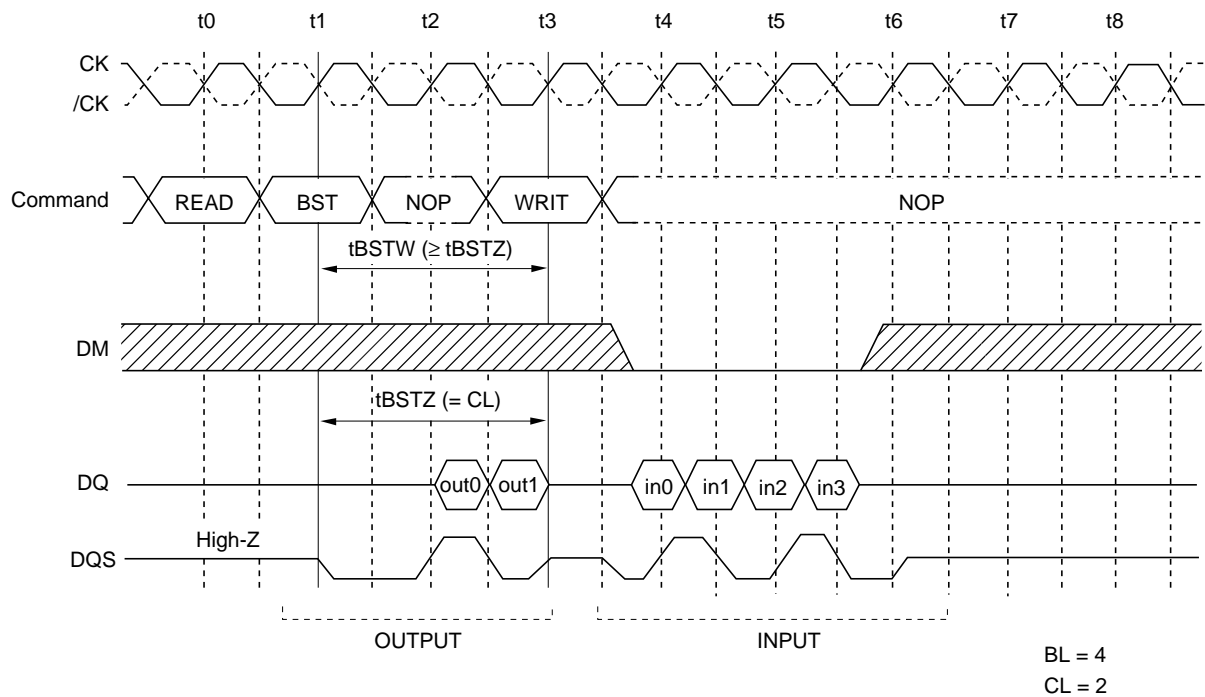 t0 t1 t2 t3 t4 t5 t6 t7 t8
CK
/CK
Command READ BST NOP WRIT NOP
tBSTW (≥ tBSTZ)
DM
tBSTZ (= CL)
DQ out0 out1 in0 in1 in2 in3
High-Z
DQS
OUTPUT INPUT
BL = 4
CL = 2